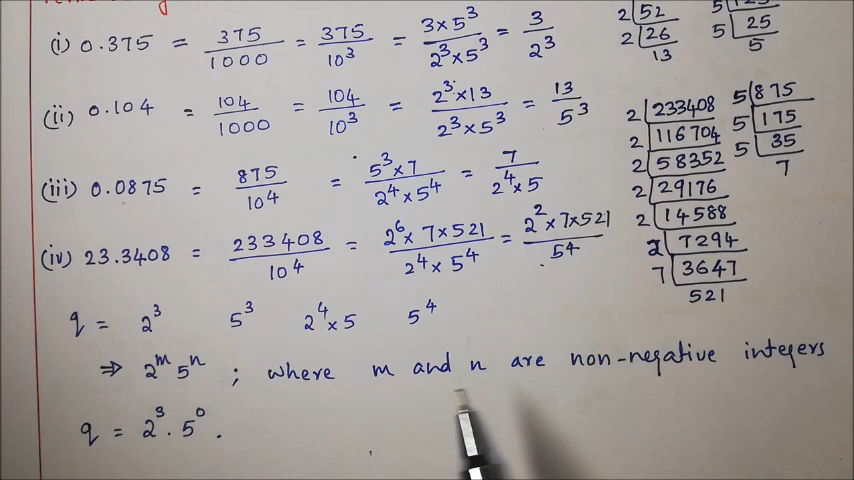 (i) 0.375 = 375/1000 = 375/10³ = 3×5³/2³×5³ = 3/2³
(ii) 0.104 = 104/1000 = 104/10³ = 2³×13/2³×5³ = 13/5³
(iii) 0.0875 = 875/10⁴ = 5³×7/2⁴×5⁴ = 7/2⁴×5
(iv) 23.3408 = 233408/10⁴ = 2⁶×7×521/2⁴×5⁴ = 2²×7×521/5⁴
q = 2³ 5³ 2⁴×5 5⁴
⇒ 2ᵐ 5ⁿ ; where m and n are non-negative integers
q = 2³ . 5⁰ .
2 52
2 26
13
5 25
5
2 233408
2 116704
2 58352
2 29176
2 14588
2 7294
7 3647
521
5 875
5 175
5 35
7